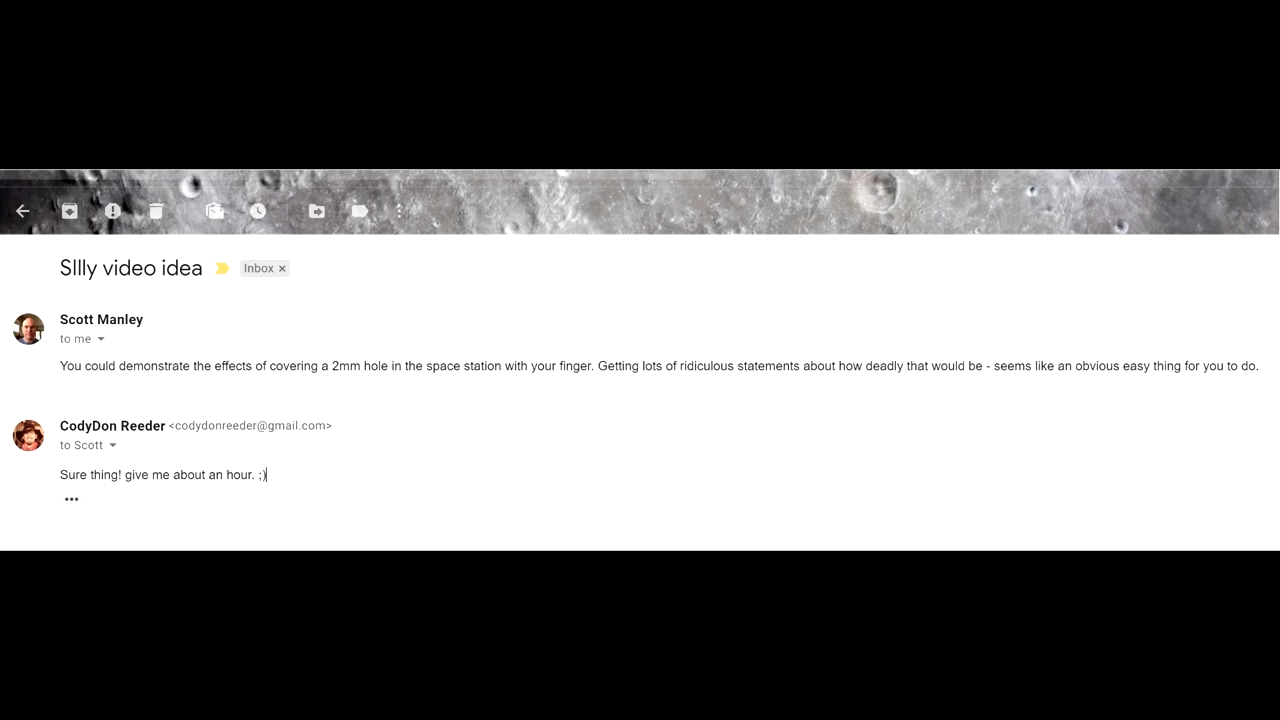 SIlly video idea
Inbox ×
Scott Manley
to me
You could demonstrate the effects of covering a 2mm hole in the space station with your finger. Getting lots of ridiculous statements about how deadly that would be - seems like an obvious easy thing for you to do.
CodyDon Reeder <codydonreeder@gmail.com>
to Scott
Sure thing! give me about an hour. ;)